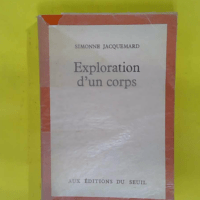 SIMONNE JACQUEMARD
Exploration
d'un corps
AUX ÉDITIONS DU SEUIL